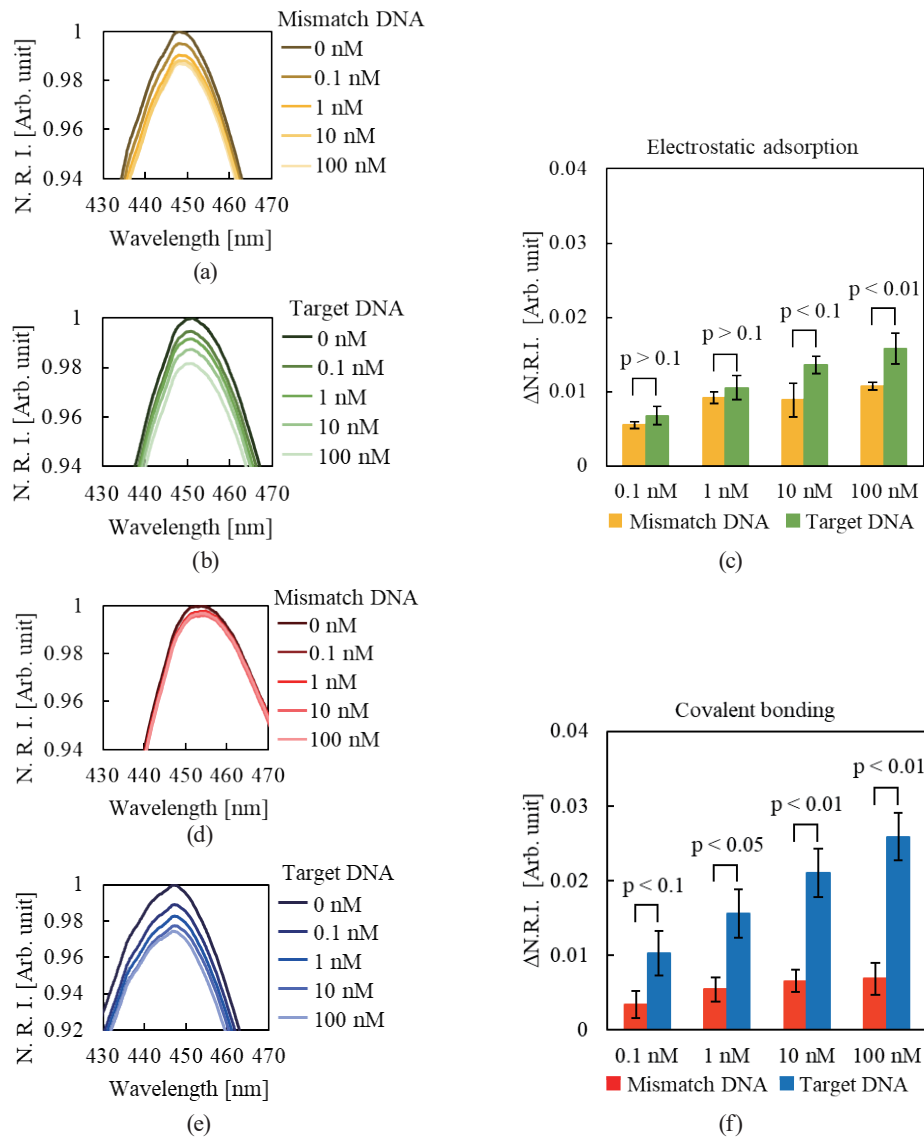 Mismatch DNA
1
0 nM
0.98
0.1 nM
1 nM
0.96
10 nM
100 nM
0.94
N. R. I. [Arb. unit]
430 440 450 460 470
Wavelength [nm]
(a)
Target DNA
1
0 nM
0.98
0.1 nM
1 nM
0.96
10 nM
0.94
100 nM
N. R. I. [Arb. unit]
430 440 450 460 470
Wavelength [nm]
(b)
Electrostatic adsorption
0.04
0.03
0.02
0.01
0
ΔN.R.I. [Arb. unit]
p > 0.1
p > 0.1
p < 0.1
p < 0.01
0.1 nM 1 nM 10 nM 100 nM
Mismatch DNA Target DNA
(c)
Mismatch DNA
1
0 nM
0.98
0.1 nM
1 nM
0.96
10 nM
0.94
100 nM
N. R. I. [Arb. unit]
430 440 450 460 470
Wavelength [nm]
(d)
Target DNA
1
0 nM
0.98
0.1 nM
0.96
1 nM
0.94
10 nM
0.92
100 nM
N. R. I. [Arb. unit]
430 440 450 460 470
Wavelength [nm]
(e)
Covalent bonding
0.04
0.03
0.02
0.01
0
ΔN.R.I. [Arb. unit]
p < 0.1
p < 0.05
p < 0.01
p < 0.01
0.1 nM 1 nM 10 nM 100 nM
Mismatch DNA Target DNA
(f)